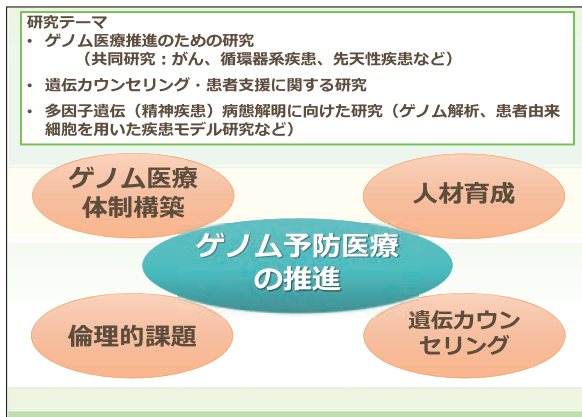 研究テーマ
• ゲノム医療推進のための研究
（共同研究：がん、循環器系疾患、先天性疾患など）
• 遺伝カウンセリング・患者支援に関する研究
• 多因子遺伝（精神疾患）病態解明に向けた研究（ゲノム解析、患者由来
細胞を用いた疾患モデル研究など）
ゲノム医療
体制構築
人材育成
ゲノム予防医療
の推進
倫理的課題
遺伝カウン
セリング